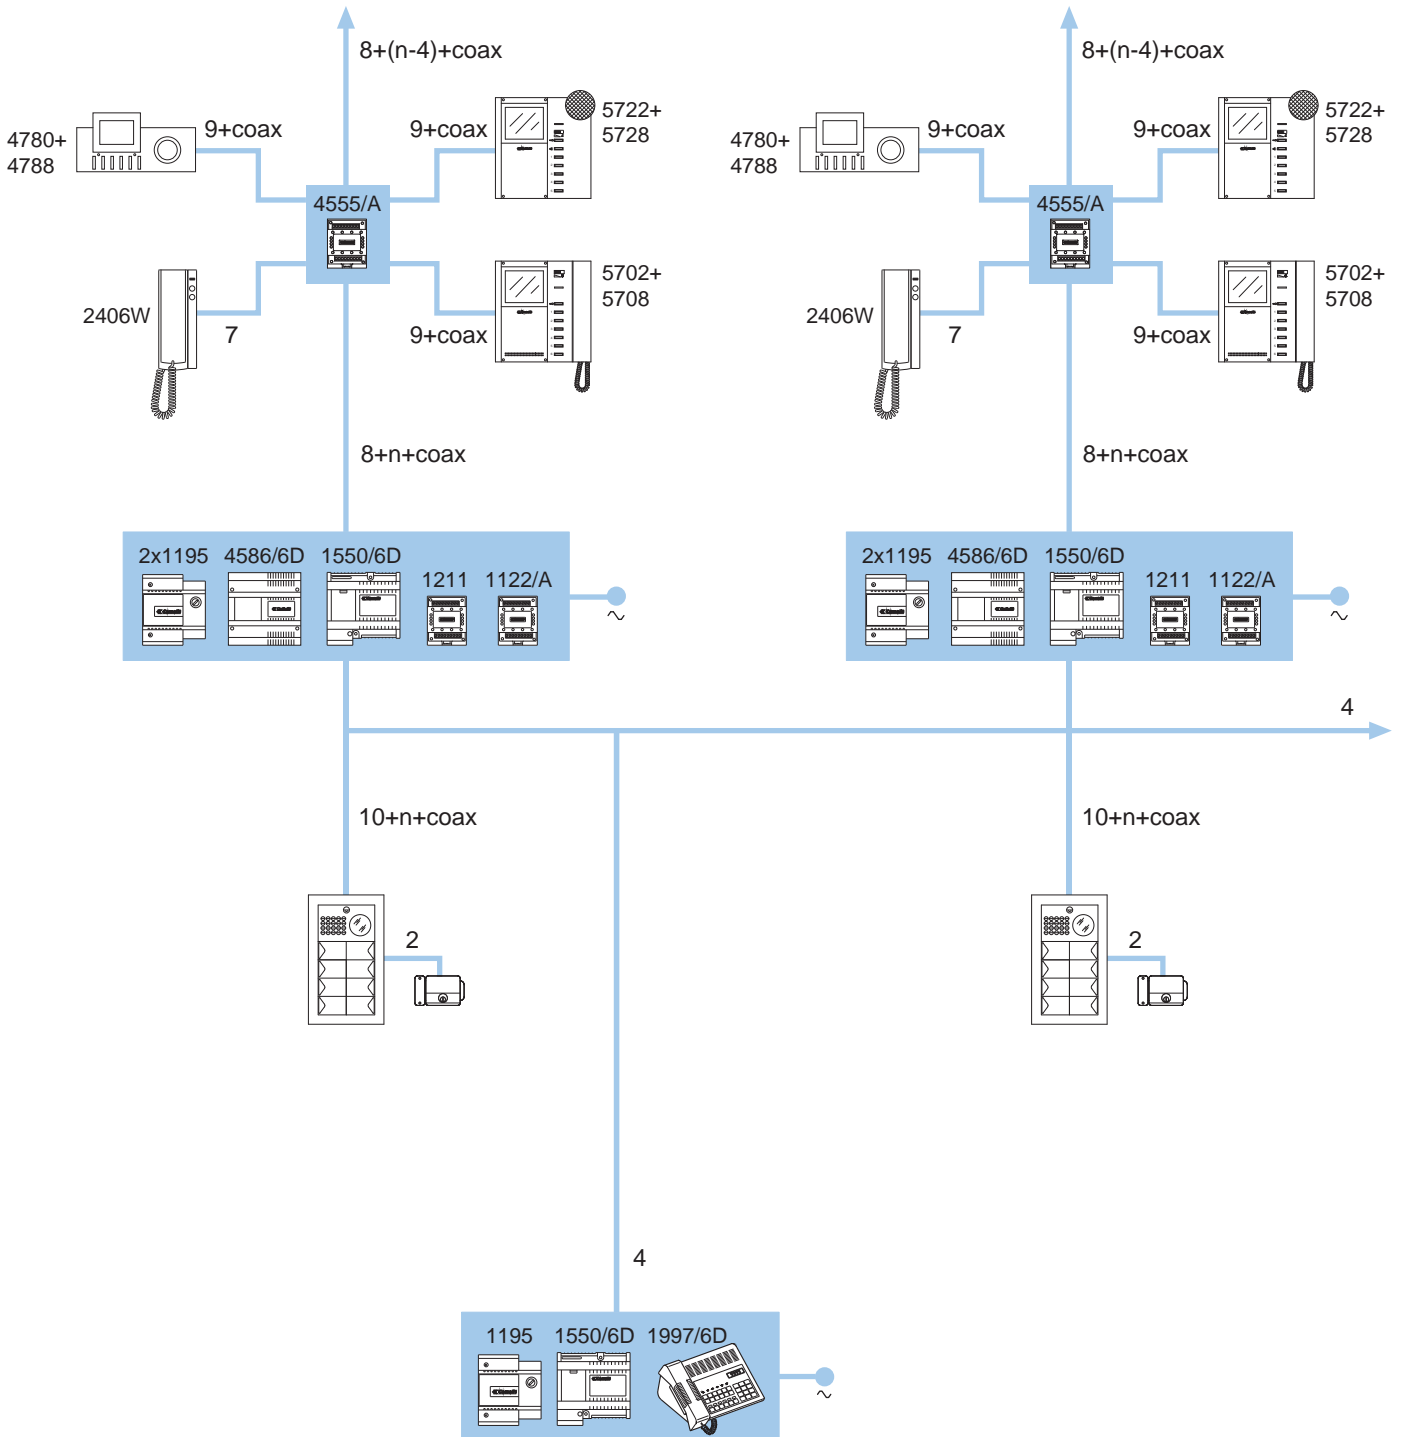 8+(n-4)+coax
8+(n-4)+coax
4780+
4788
9+coax
9+coax
5722+
5728
4780+
4788
9+coax
9+coax
5722+
5728
4555/A
4555/A
2406W
7
9+coax
5702+
5708
2406W
7
9+coax
5702+
5708
8+n+coax
8+n+coax
2x1195
4586/6D
1550/6D
1211
1122/A
~
2x1195
4586/6D
1550/6D
1211
1122/A
~
4
10+n+coax
10+n+coax
2
2
4
1195
1550/6D
1997/6D
~